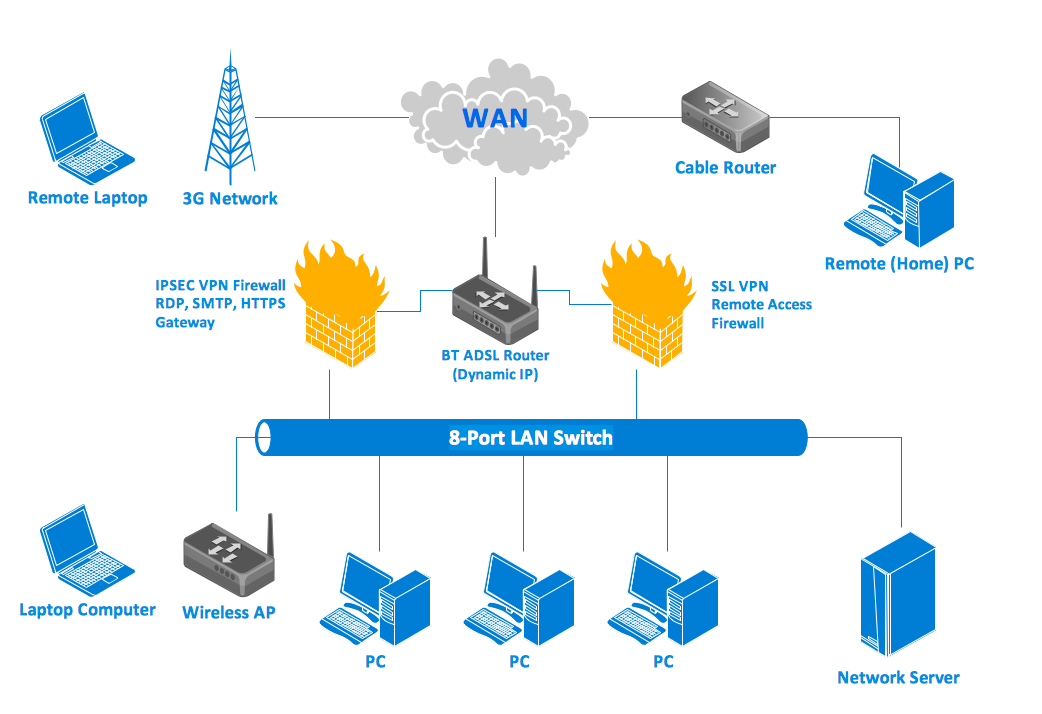 WAN
Cable Router
Remote Laptop
3G Network
Remote (Home) PC
IPSEC VPN Firewall
RDP, SMTP, HTTPS
Gateway
SSL VPN
Remote Access
Firewall
BT ADSL Router
(Dynamic IP)
8-Port LAN Switch
Laptop Computer
Wireless AP
PC
PC
PC
Network Server